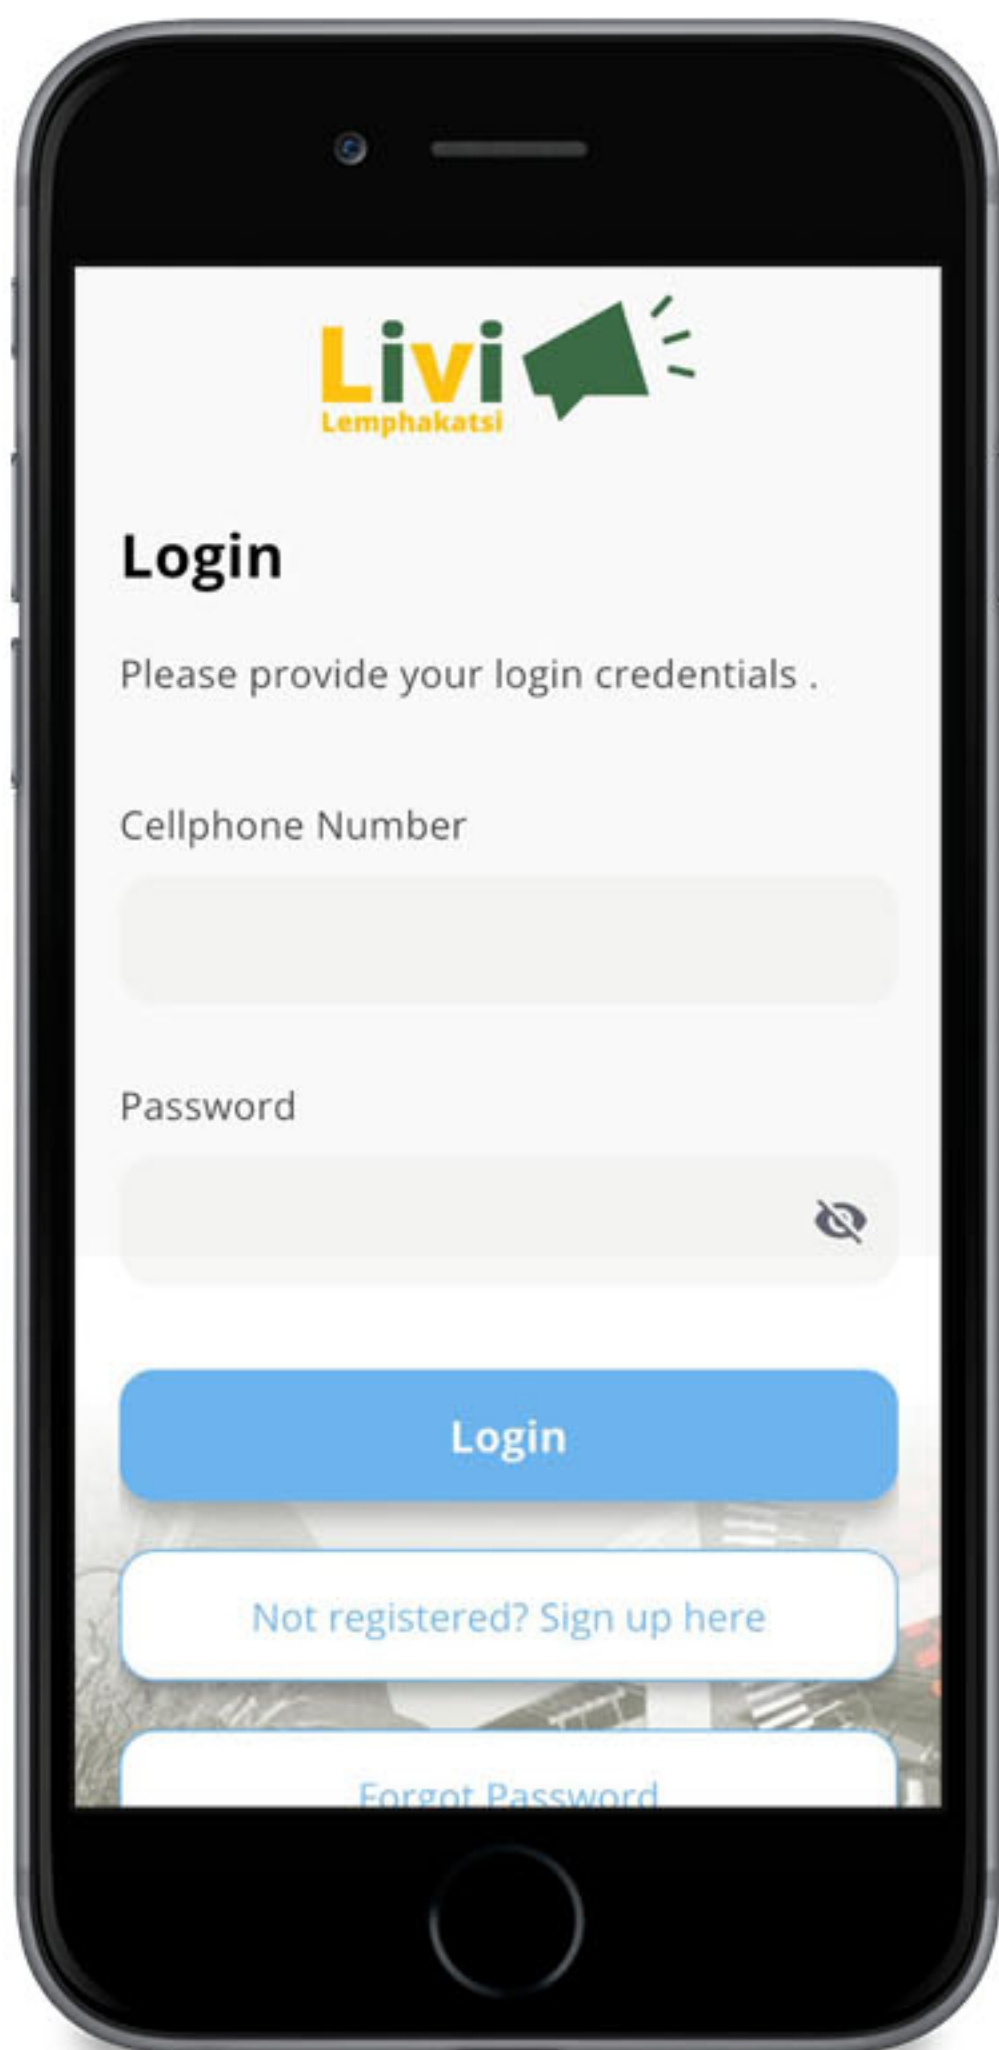 Livi
Lemphakatsi
Login
Please provide your login credentials .
Cellphone Number
Password
Login
Not registered? Sign up here
Forgot Password